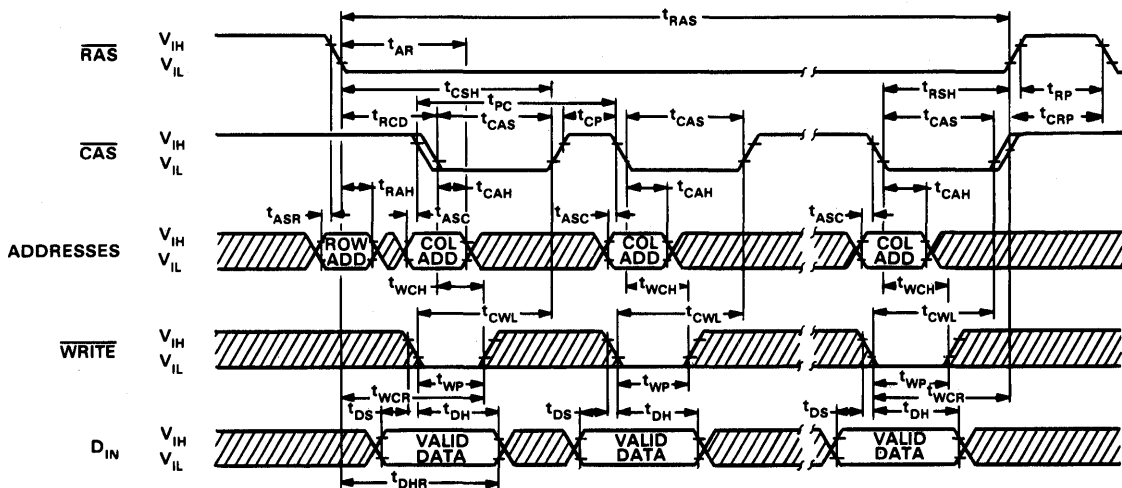 tRAS
RAS VIH
VIL
tAR
tCSH
tPC
tRSH
tRP
tRCD
tCAS
tCP
tCAS
tCAS
tCRP
CAS VIH
VIL
tRAH
tCAH
tCAH
tCAH
tASR
tASC
tASC
tASC
ADDRESSES VIH
VIL
ROW ADD
COL ADD
COL ADD
COL ADD
tWCH
tWCH
tWCH
tCWL
tCWL
tCWL
WRITE VIH
VIL
tWP
tWP
tWP
tWCR
tWCR
tDS
tDH
tDS
tDH
tDS
tDH
DIN VIH
VIL
VALID DATA
VALID DATA
VALID DATA
tDHR